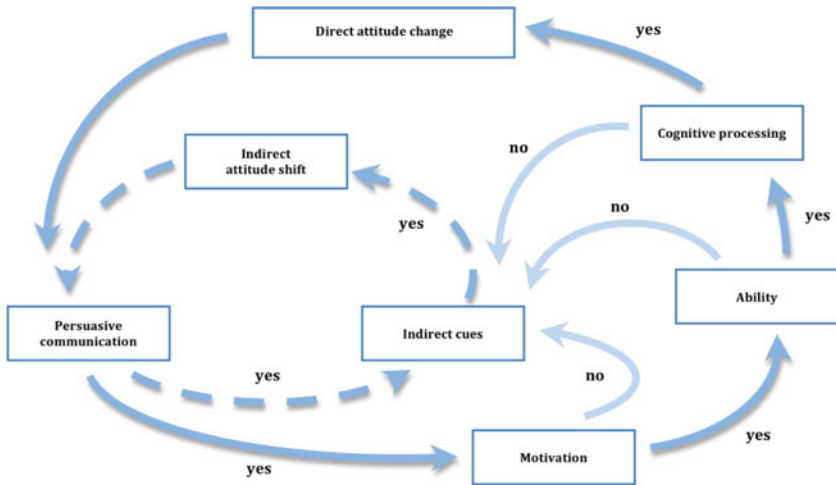 Direct attitude change
yes
Cognitive processing
Indirect
attitude shift
no
no
yes
yes
Ability
Persuasive
communication
Indirect cues
yes
no
yes
Motivation
yes